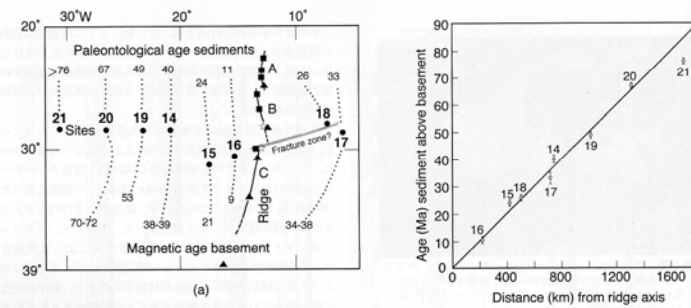 30°W 20° 10°
20°
Paleontological age sediments
>76 67 49 40 24 11 26 33
A
B
21 Sites 20 19 14 18
17
15 16
Fracture zone?
30°
C
Ridge
53 9
70-72 38-39 21 34-38
Magnetic age basement
39°
(a)
Age (Ma) sediment above basement
90
80
70
60
50
40
30
20
10
0 400 800 1200 1600
Distance (km) from ridge axis
16
15
18
17
14
19
20
21